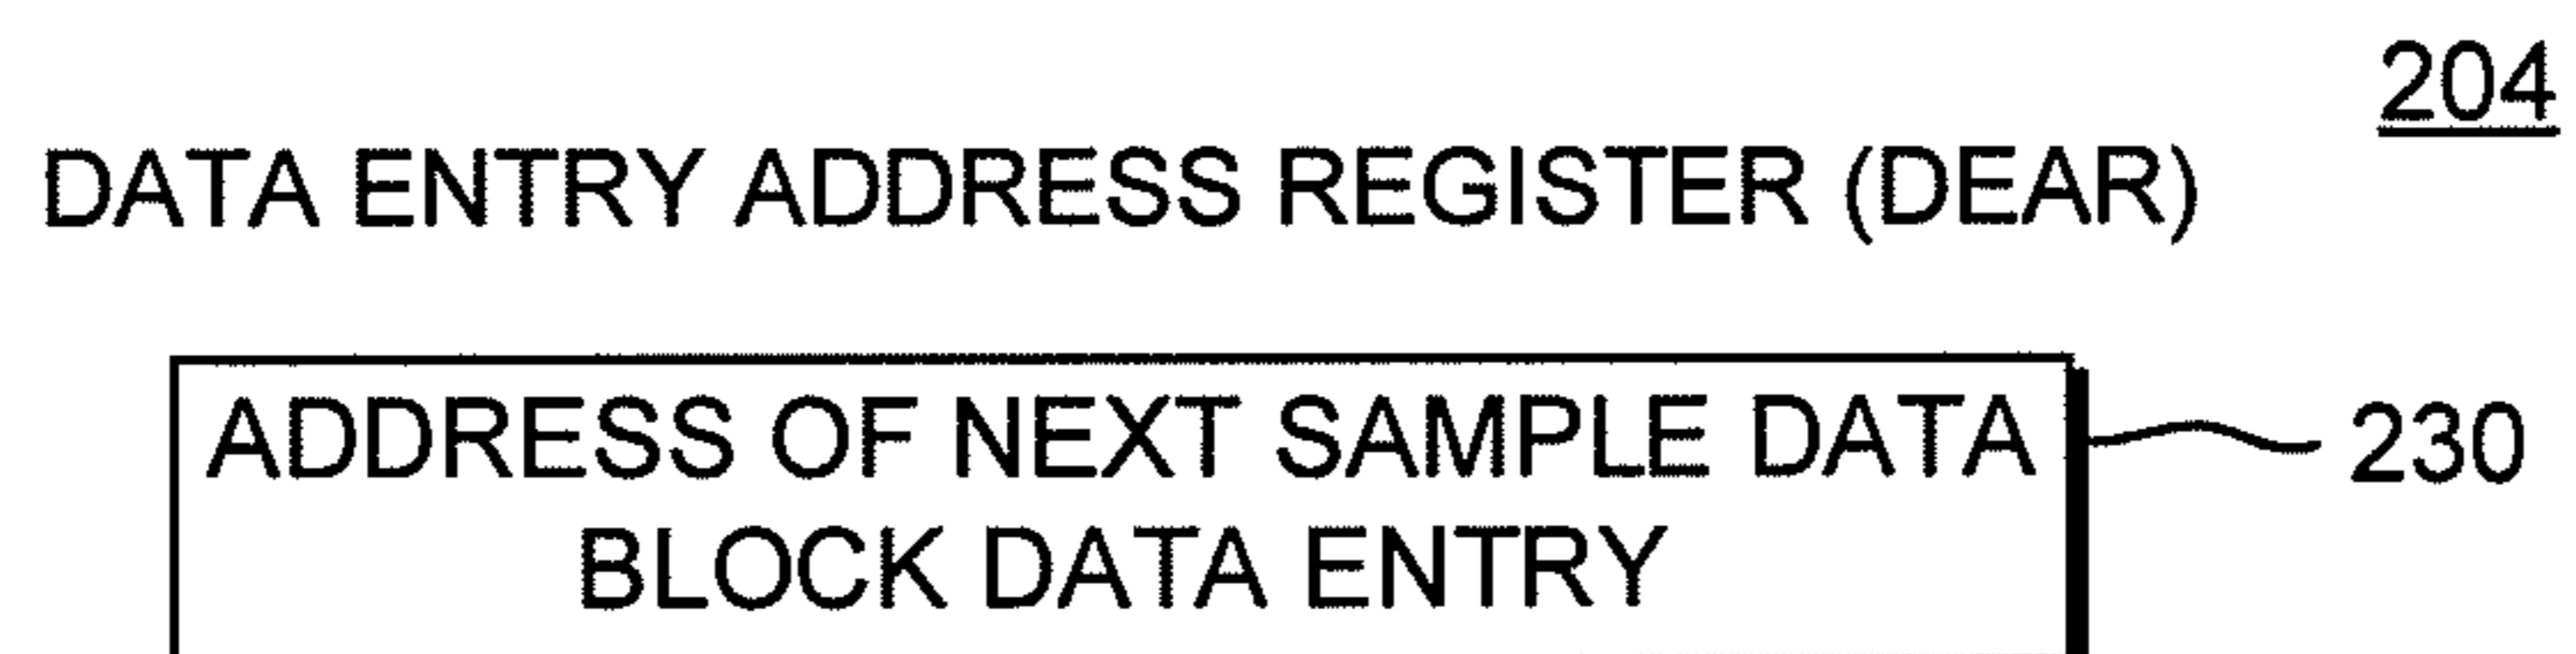 204
DATA ENTRY ADDRESS REGISTER (DEAR)
ADDRESS OF NEXT SAMPLE DATA
230
BLOCK DATA ENTRY